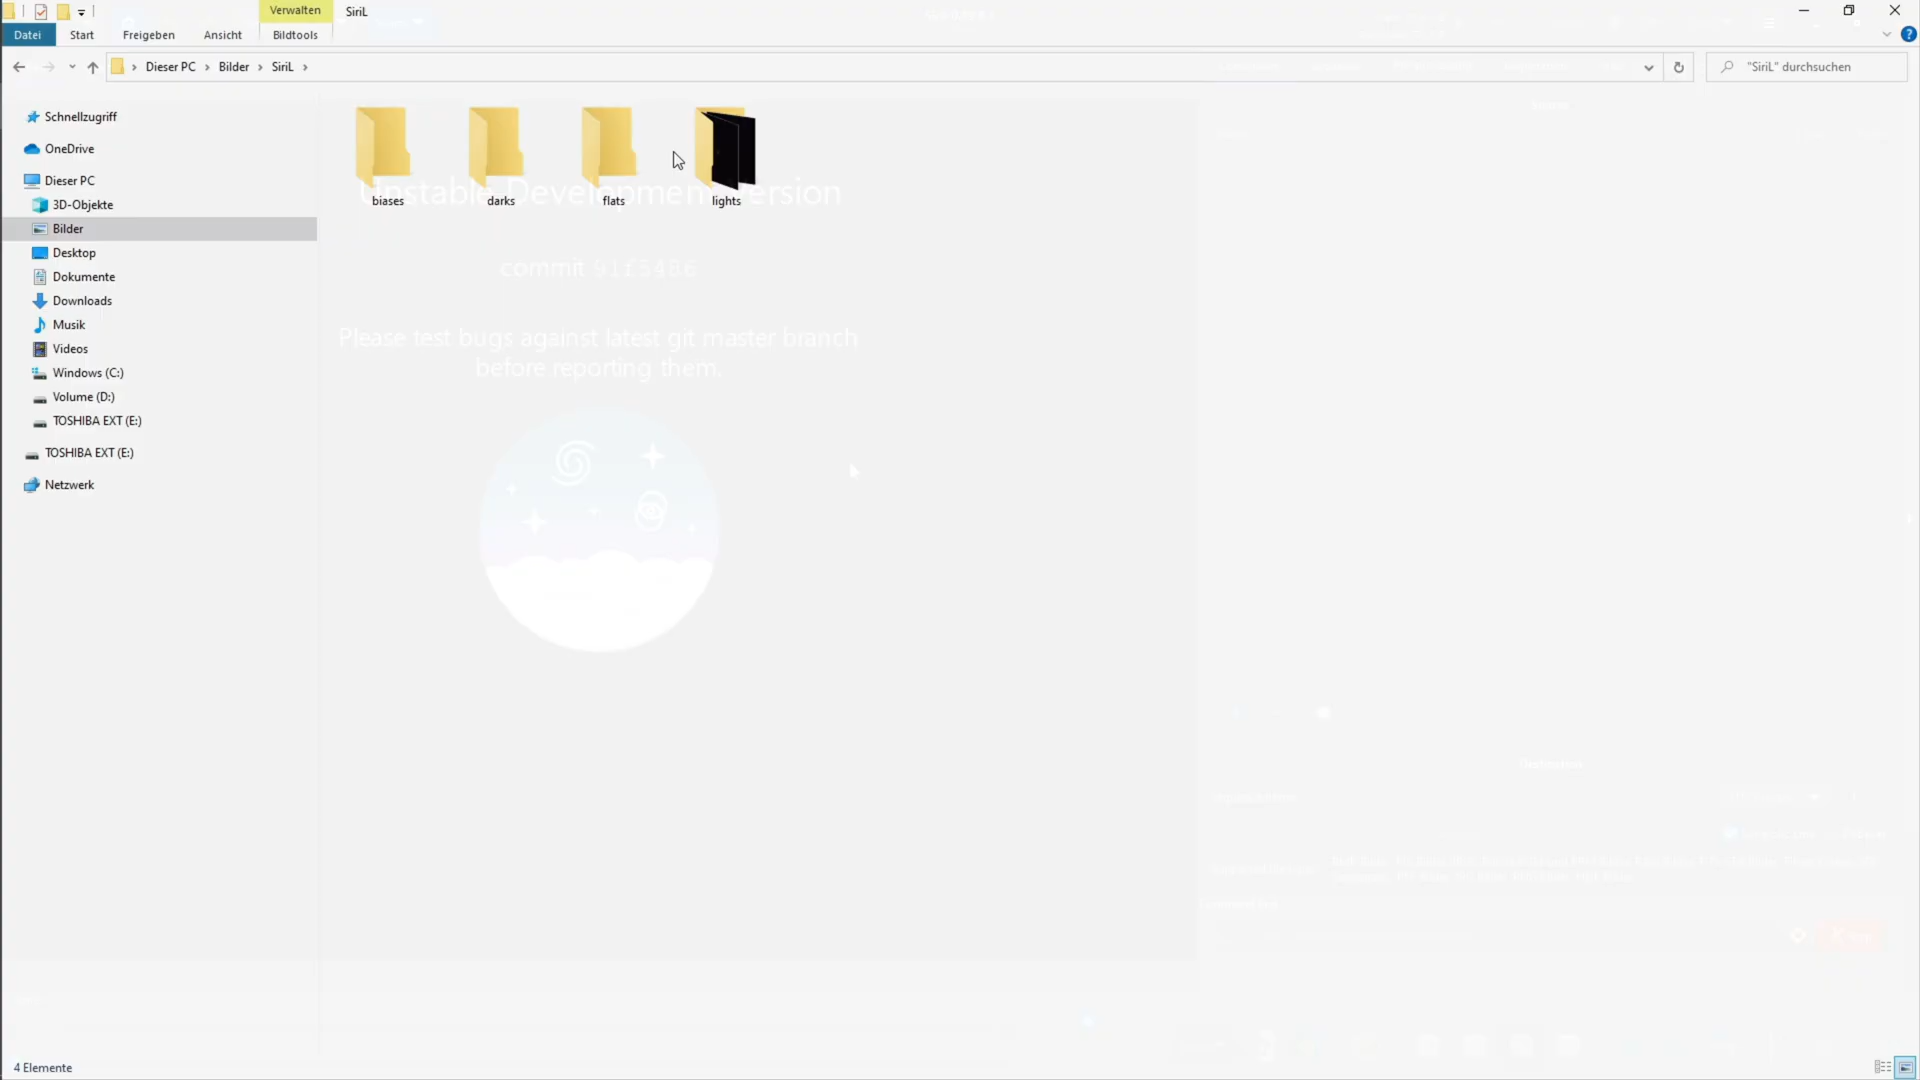 Verwalten
SiriL
Datei
Start
Freigeben
Ansicht
Bildtools
Dieser PC
Bilder
SiriL
"SiriL" durchsuchen
Schnellzugriff
OneDrive
Dieser PC
3D-Objekte
Bilder
Desktop
Dokumente
Downloads
Musik
Videos
Windows (C:)
Volume (D:)
TOSHIBA EXT (E:)
TOSHIBA EXT (E:)
Netzwerk
biases
darks
flats
lights
Unstable Development Version
commit 91f5486
Please test bugs against latest git master branch
before reporting them.
4 Elemente